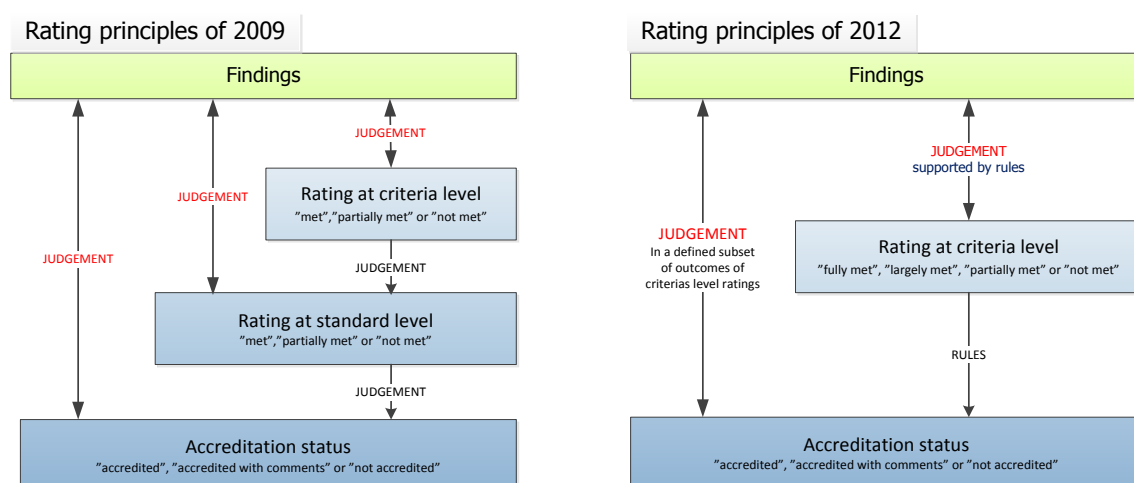 Rating principles of 2009
Findings
JUDGEMENT
Rating at criteria level
”met”,”partially met” or ”not met”
JUDGEMENT
JUDGEMENT
JUDGEMENT
Rating at standard level
”met”,”partially met” or ”not met”
JUDGEMENT
Accreditation status
”accredited”, ”accredited with comments” or ”not accredited”
Rating principles of 2012
Findings
JUDGEMENT
supported by rules
JUDGEMENT
In a defined subset
of outcomes of
criterias level ratings
Rating at criteria level
”fully met”, ”largely met”, ”partially met” or ”not met”
RULES
Accreditation status
”accredited”, ”accredited with comments” or ”not accredited”